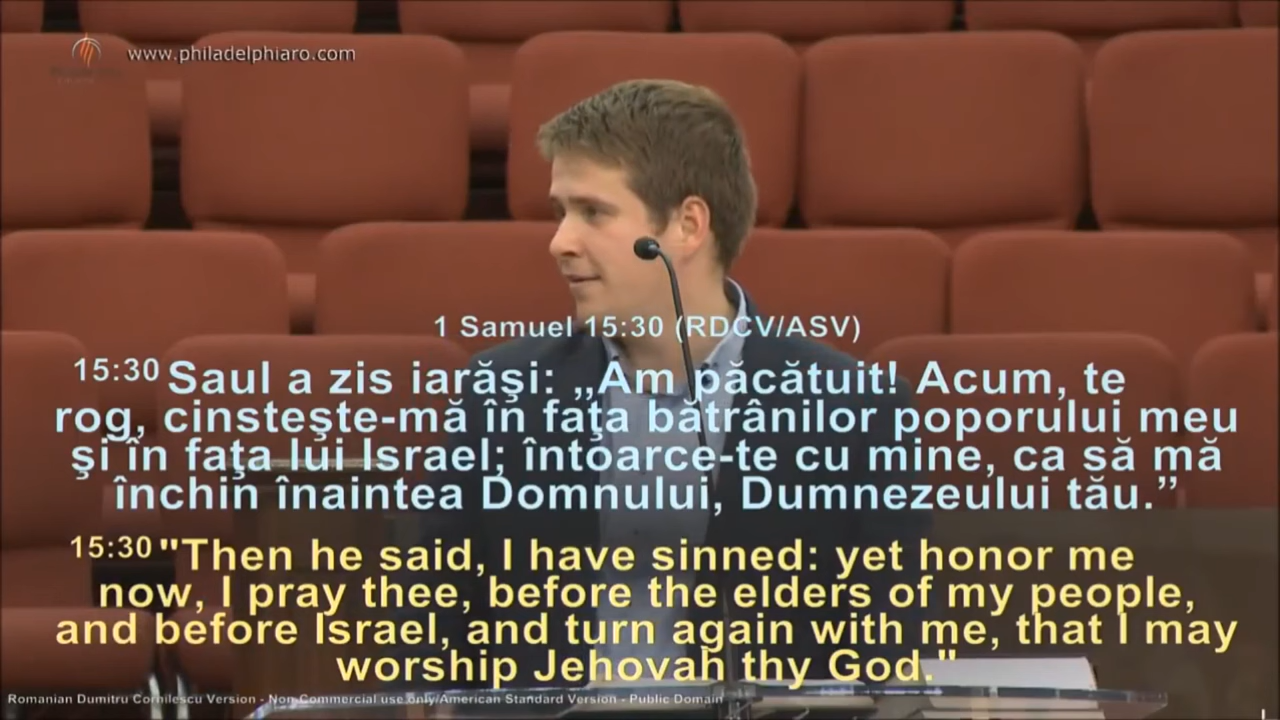 www.philadelphiaro.com
1 Samuel 15:30 (RDCV/ASV)
15:30 Saul a zis iarăşi: „Am păcătuit! Acum, te
rog, cinsteşte-mă în faţa bătrânilor poporului meu
şi în faţa lui Israel; întoarce-te cu mine, ca să mă
închin înaintea Domnului, Dumnezeului tău.”
15:30 "Then he said, I have sinned: yet honor me
now, I pray thee, before the elders of my people,
and before Israel, and turn again with me, that I may
worship Jehovah thy God."
Romanian Dumitru Cornilescu Version - Non Commercial use only/American Standard Version - Public Domain